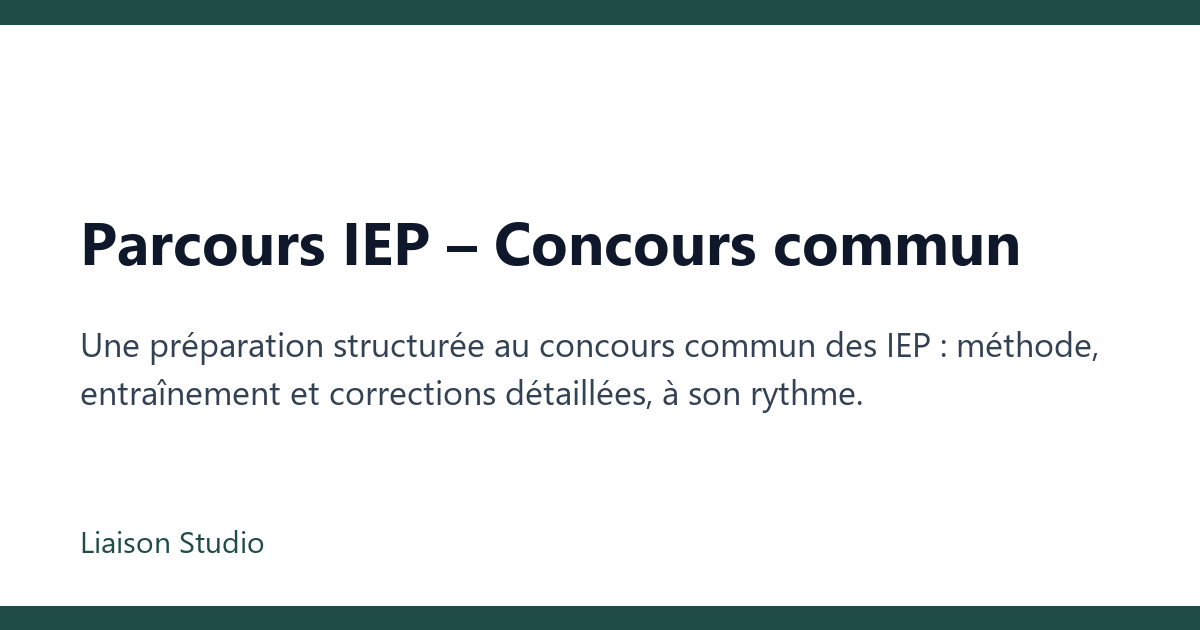 Parcours IEP – Concours commun
Une préparation structurée au concours commun des IEP : méthode,
entraînement et corrections détaillées, à son rythme.
Liaison Studio